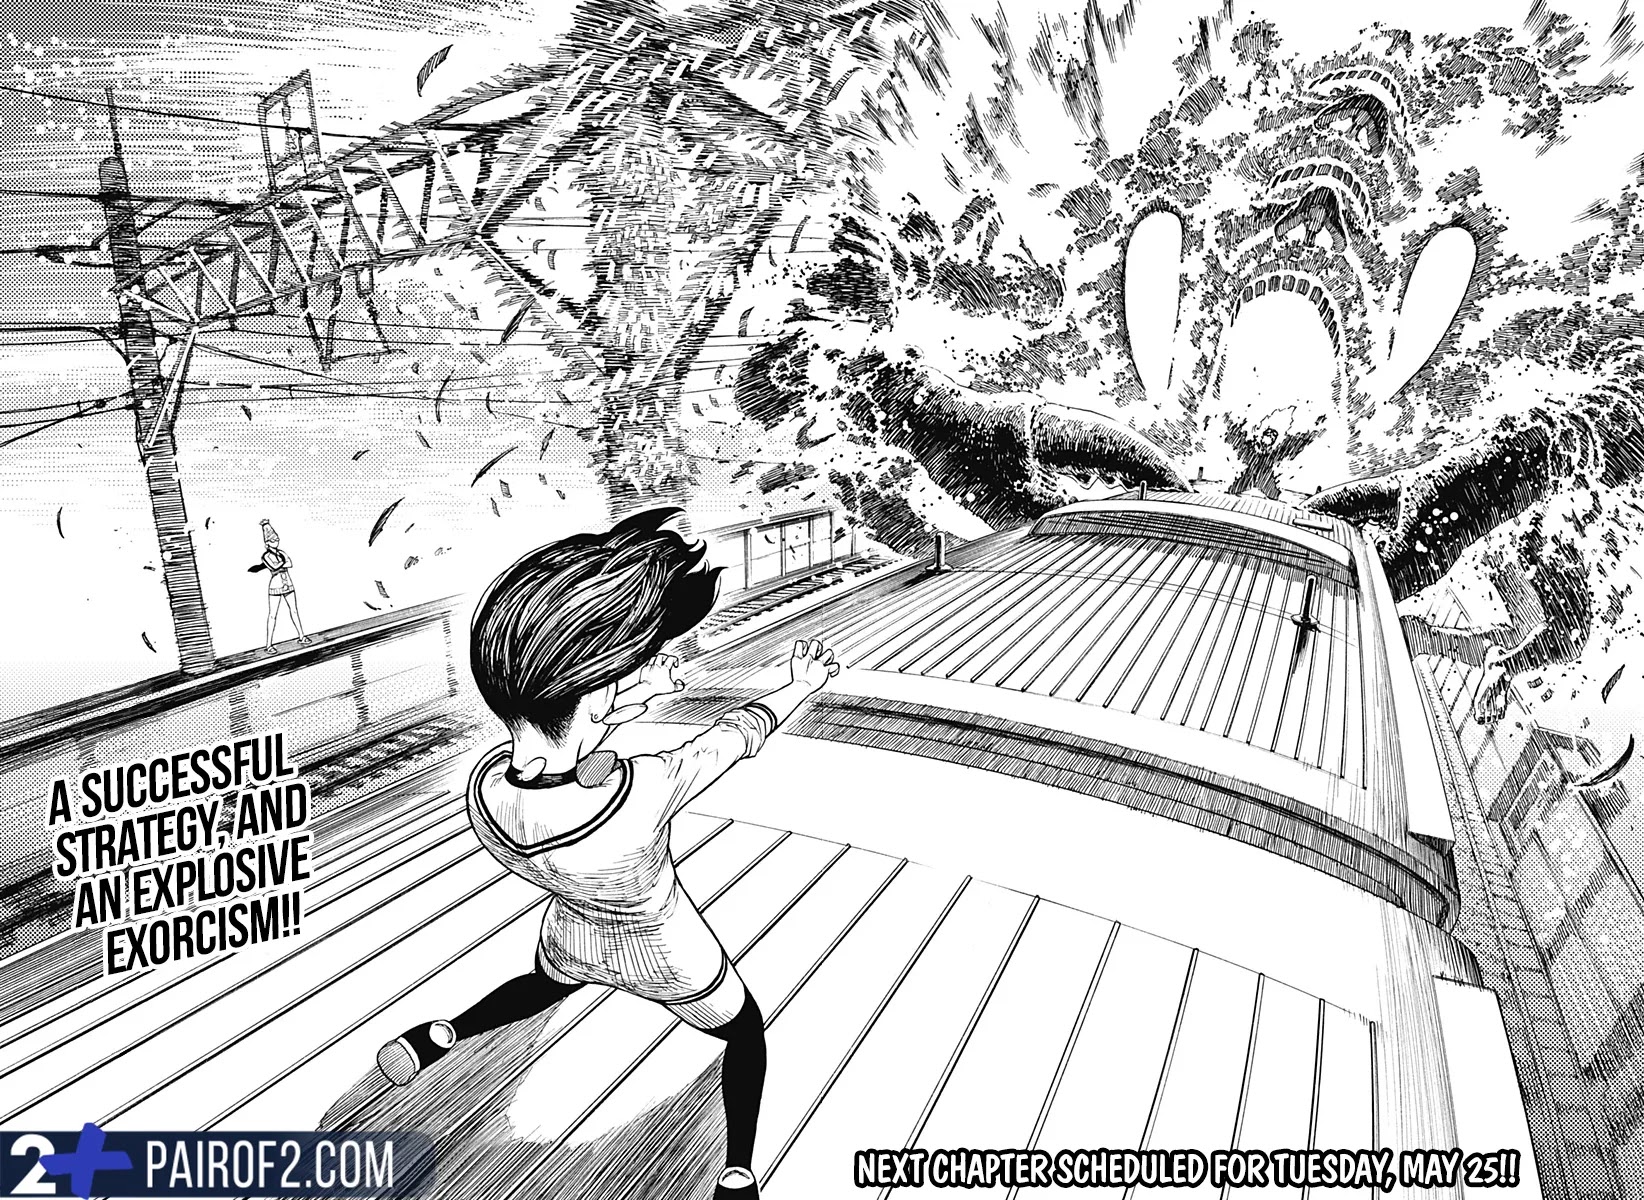 A SUCCESSFUL
STRATEGY, AND
AN EXPLOSIVE
EXORCISM!!
2+ PAIROF2.COM
NEXT CHAPTER SCHEDULED FOR TUESDAY, MAY 25!!